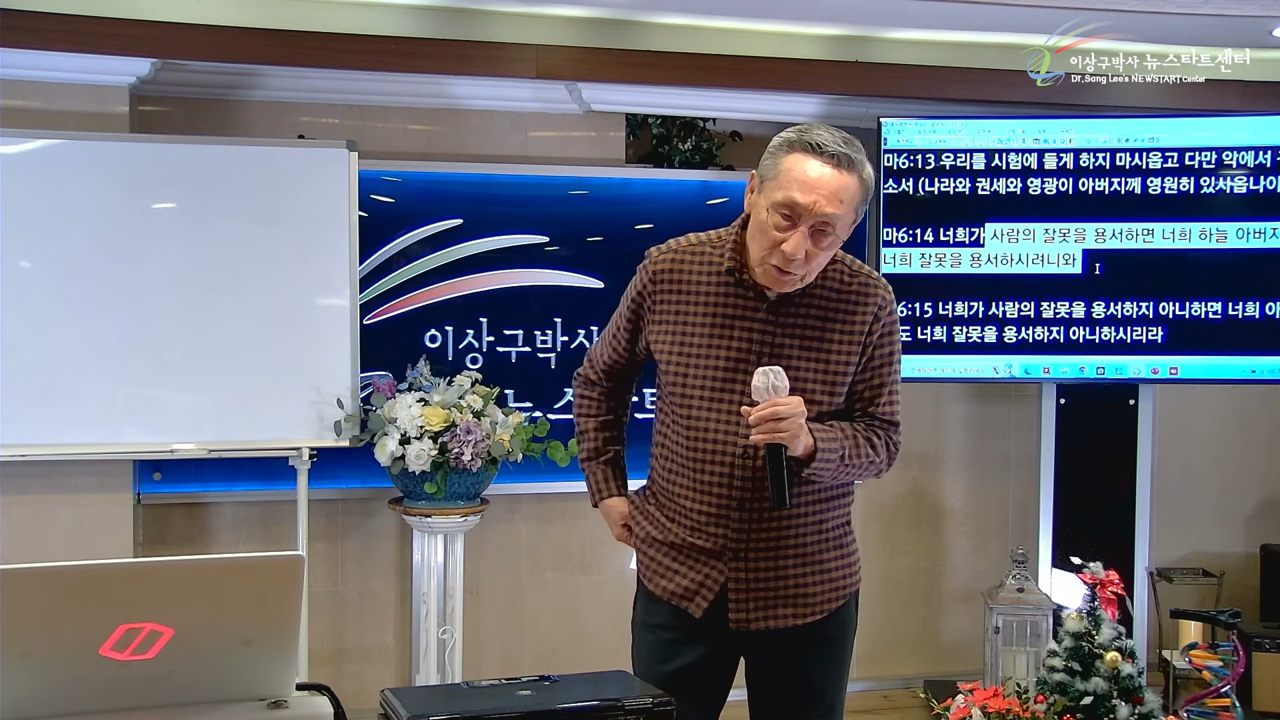 이상구박사 뉴스타트센터
Dr. Sang Lee's NEWSTART Center
마6:13 우리를 시험에 들게 하지 마시옵고 다만 악에서
소서 (나라와 권세와 영광이 아버지께 영원히 있사옵나이
마6:14 너희가 사람의 잘못을 용서하면 너희 하늘 아버지
너희 잘못을 용서하시려니와
6:15 너희가 사람의 잘못을 용서하지 아니하면 너희 아
도 너희 잘못을 용서하지 아니하시리라
이상구박사
뉴스타트